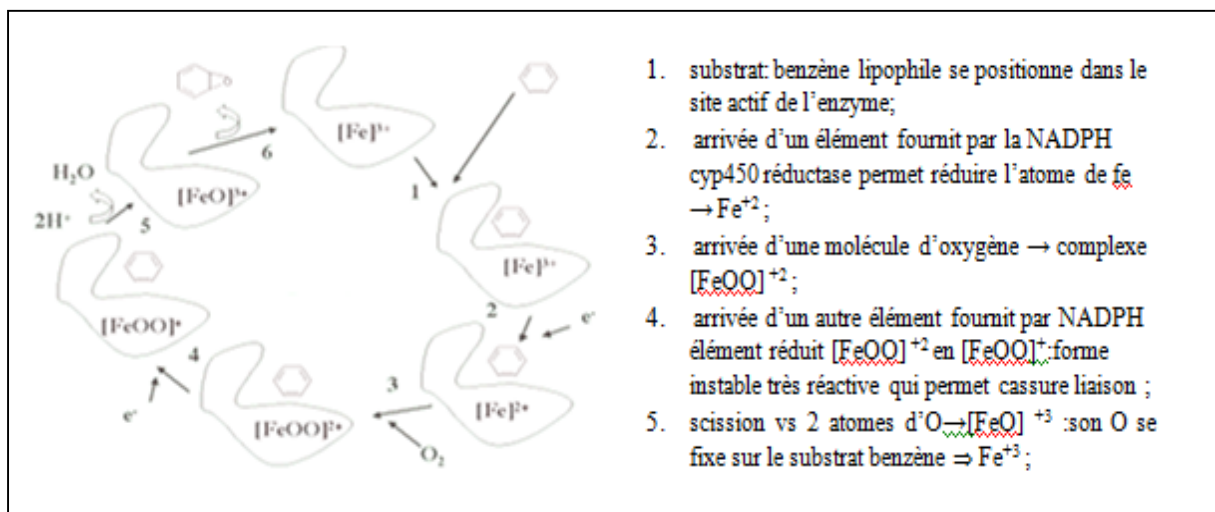 H₂O
2H⁺
[FeO]³⁺
5
6
[Fe]³⁺
1
[Fe]³⁺
2
e⁻
[Fe]²⁺
3
O₂
[FeOO]²⁺
4
e⁻
[FeOO]⁺
1. substrat: benzène lipophile se positionne dans le
site actif de l’enzyme;
2. arrivée d’un élément fournit par la NADPH
cyp450 réductase permet réduire l’atome de fe
→Fe⁺² ;
3. arrivée d’une molécule d’oxygène → complexe
[FeOO] ⁺² ;
4. arrivée d’un autre élément fournit par NADPH
élément réduit [FeOO] ⁺² en [FeOO]⁺:forme
instable très réactive qui permet cassure liaison ;
5. scission vs 2 atomes d’O→[FeO] ⁺³ :son O se
fixe sur le substrat benzène ⇒ Fe⁺³ ;